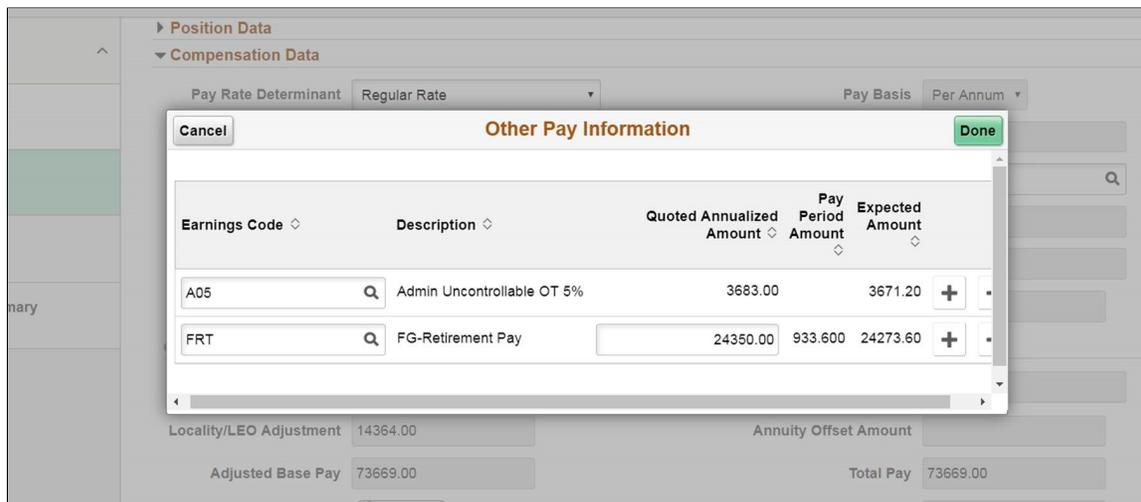 Position Data
Compensation Data
Pay Rate Determinant Regular Rate Pay Basis Per Annum
Cancel Other Pay Information Done
Earnings Code Description Quoted Annualized Amount Pay Period Amount Expected Amount
A05 Admin Uncontrollable OT 5% 3683.00 3671.20
FRT FG-Retirement Pay 24350.00 933.600 24273.60
Locality/LEO Adjustment 14364.00 Annuity Offset Amount
Adjusted Base Pay 73669.00 Total Pay 73669.00